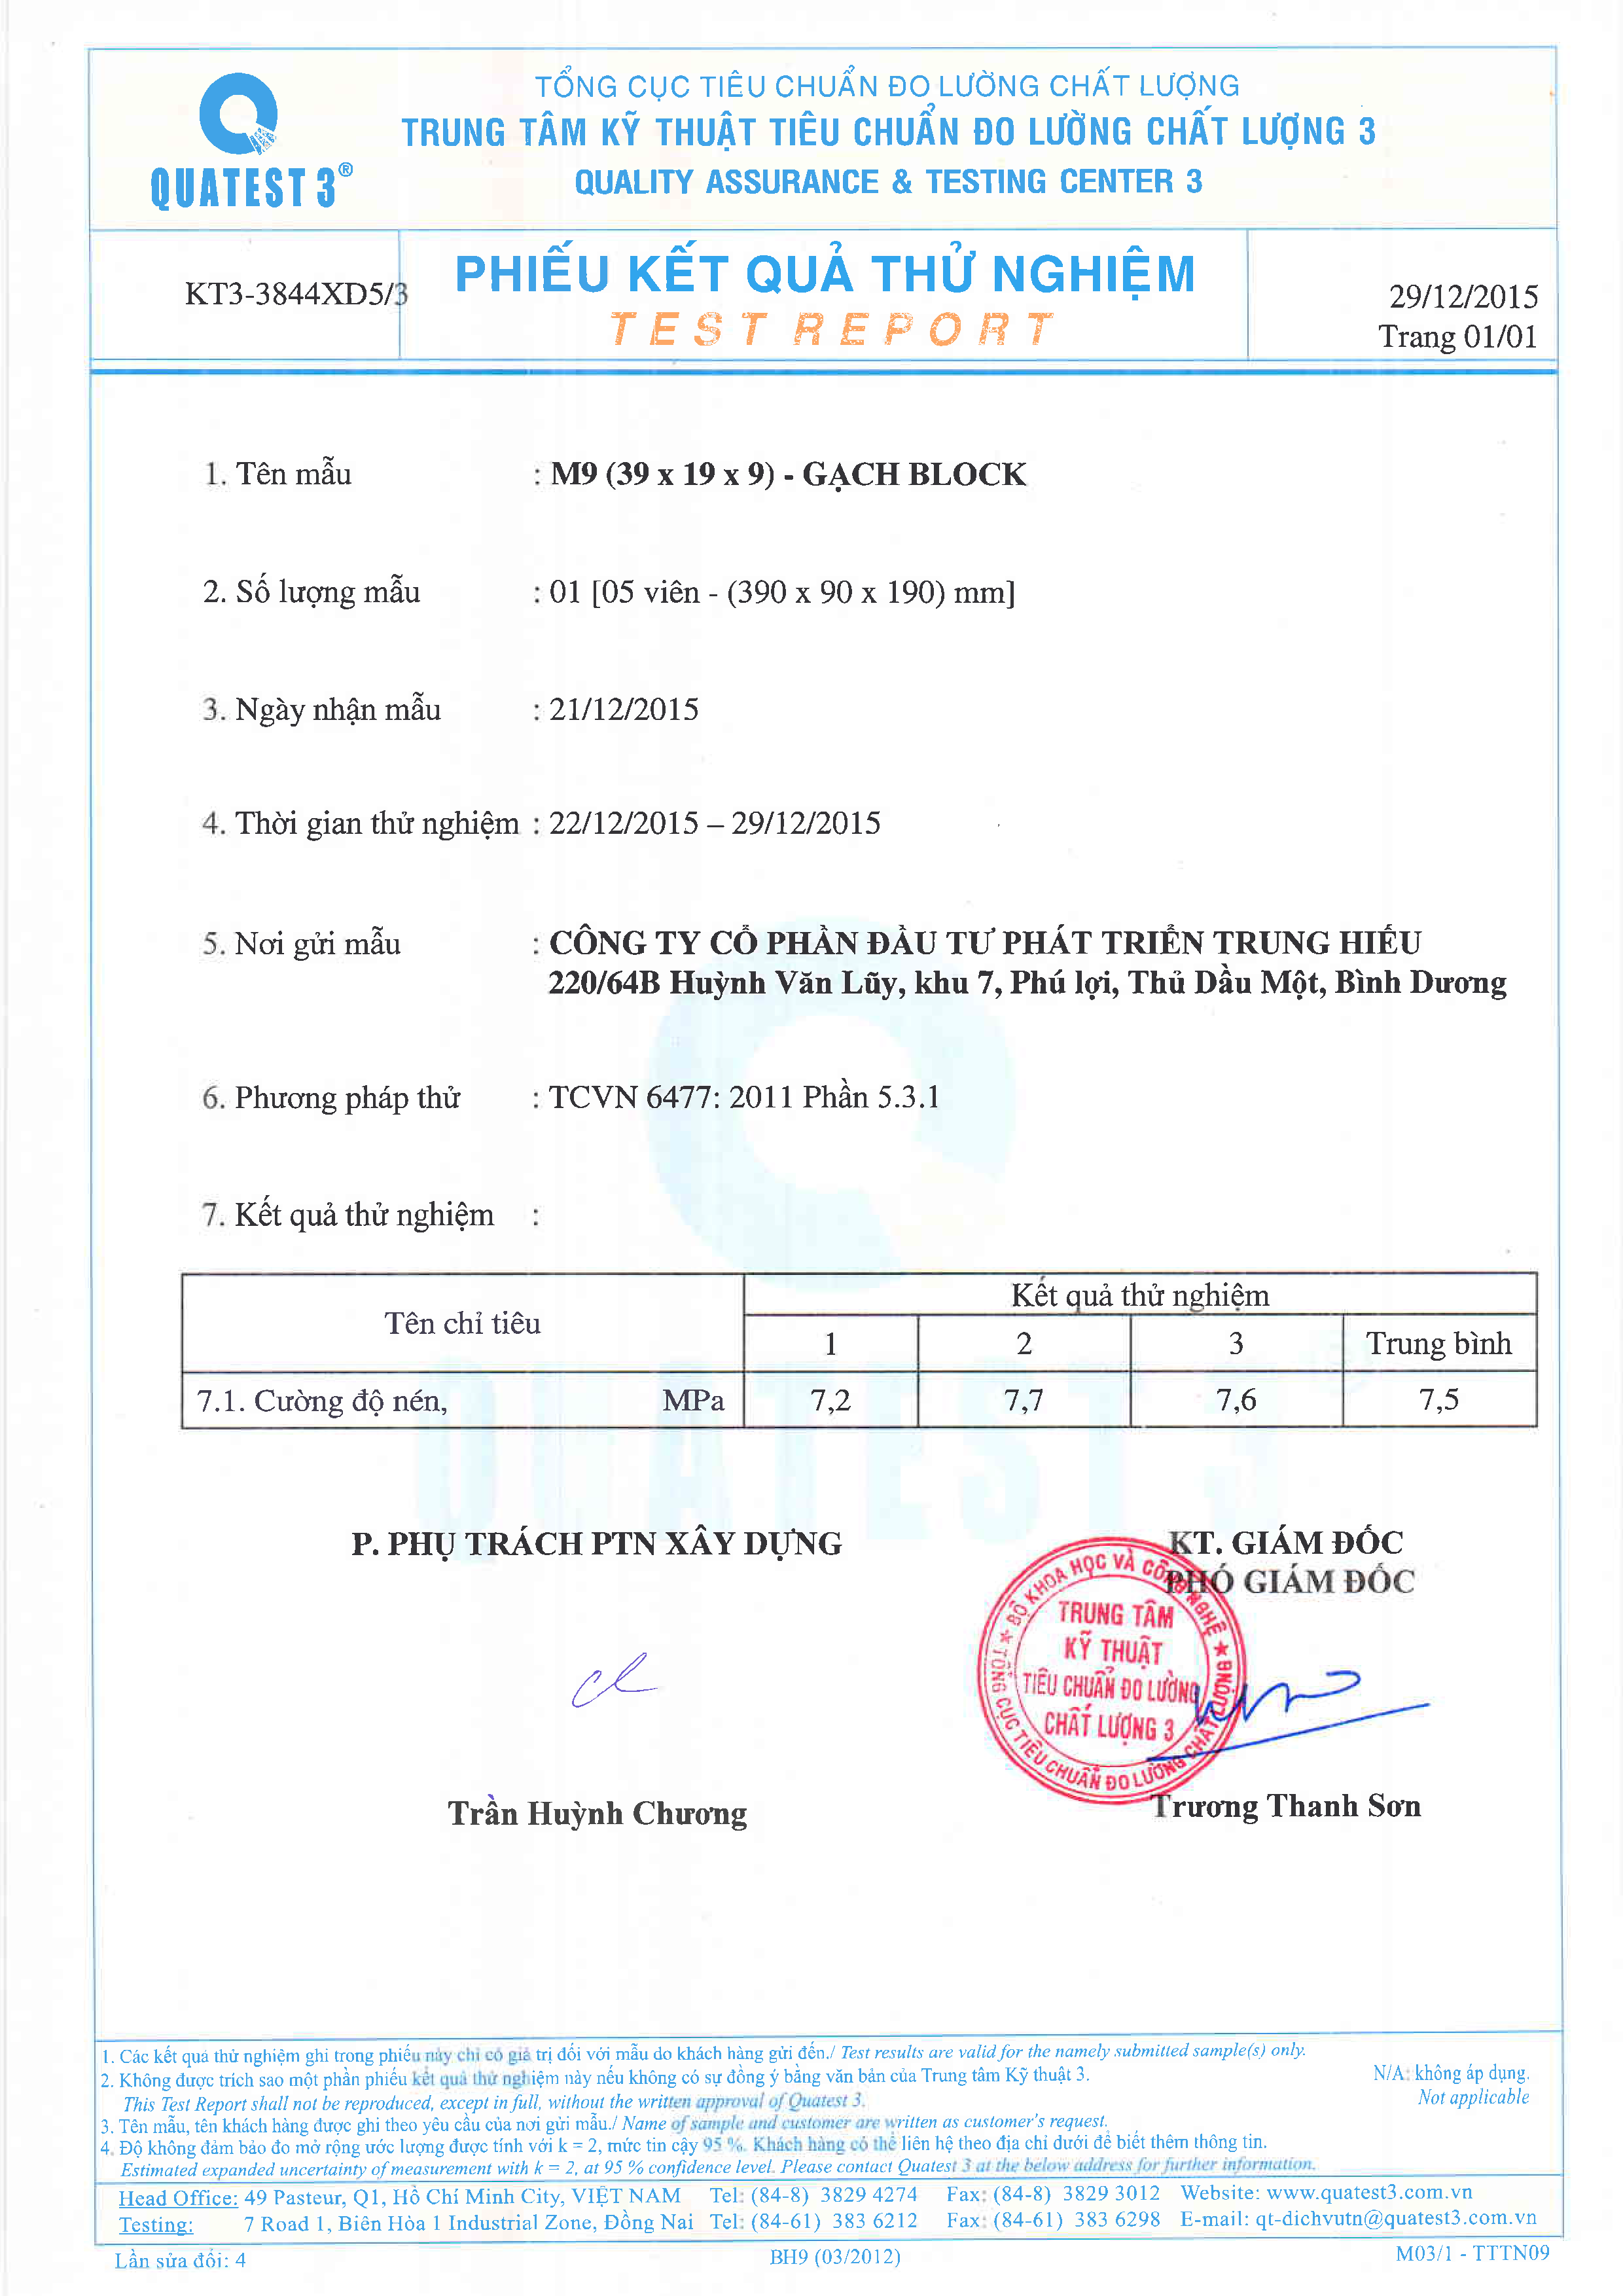 TỔNG CỤC TIÊU CHUẨN ĐO LƯỜNG CHẤT LƯỢNG
TRUNG TÂM KỸ THUẬT TIÊU CHUẨN ĐO LƯỜNG CHẤT LƯỢNG 3
QUALITY ASSURANCE & TESTING CENTER 3
QUATEST 3®
KT3-3844XD5/3
PHIẾU KẾT QUẢ THỬ NGHIỆM
TEST REPORT
29/12/2015
Trang 01/01
1. Tên mẫu : M9 (39 x 19 x 9) - GẠCH BLOCK
2. Số lượng mẫu : 01 [05 viên - (390 x 90 x 190) mm]
3. Ngày nhận mẫu : 21/12/2015
4. Thời gian thử nghiệm : 22/12/2015 – 29/12/2015
5. Nơi gửi mẫu : CÔNG TY CỔ PHẦN ĐẦU TƯ PHÁT TRIỂN TRUNG HIẾU
220/64B Huỳnh Văn Lũy, khu 7, Phú lợi, Thủ Dầu Một, Bình Dương
6. Phương pháp thử : TCVN 6477: 2011 Phần 5.3.1
7. Kết quả thử nghiệm :
Tên chỉ tiêu Kết quả thử nghiệm
1 2 3 Trung bình
7.1. Cường độ nén, MPa 7,2 7,7 7,6 7,5
QUATEST 3
P. PHỤ TRÁCH PTN XÂY DỰNG
KT. GIÁM ĐỐC
PHÓ GIÁM ĐỐC
BỘ KHOA HỌC VÀ CÔNG NGHỆ ★ TỔNG CỤC TIÊU CHUẨN ĐO LƯỜNG CHẤT LƯỢNG ★
TRUNG TÂM
KỸ THUẬT
TIÊU CHUẨN ĐO LƯỜNG
CHẤT LƯỢNG 3
Trần Huỳnh Chương
Trương Thanh Sơn
1. Các kết quả thử nghiệm ghi trong phiếu này chỉ có giá trị đối với mẫu do khách hàng gửi đến./ Test results are valid for the namely submitted sample(s) only.
2. Không được trích sao một phần phiếu kết quả thử nghiệm này nếu không có sự đồng ý bằng văn bản của Trung tâm Kỹ thuật 3.
This Test Report shall not be reproduced, except in full, without the written approval of Quatest 3.
3. Tên mẫu, tên khách hàng được ghi theo yêu cầu của nơi gửi mẫu./ Name of sample and customer are written as customer's request.
4. Độ không đảm bảo đo mở rộng ước lượng được tính với k = 2, mức tin cậy 95 %. Khách hàng có thể liên hệ theo địa chỉ dưới để biết thêm thông tin.
Estimated expanded uncertainty of measurement with k = 2, at 95 % confidence level. Please contact Quatest 3 at the below address for further information.
N/A: không áp dụng.
Not applicable
Head Office: 49 Pasteur, Q1, Hồ Chí Minh City, VIỆT NAM Tel: (84-8) 3829 4274 Fax: (84-8) 3829 3012 Website: www.quatest3.com.vn
Testing: 7 Road 1, Biên Hòa 1 Industrial Zone, Đồng Nai Tel: (84-61) 383 6212 Fax: (84-61) 383 6298 E-mail: qt-dichvutn@quatest3.com.vn
Lần sửa đổi: 4 BH9 (03/2012) M03/1 - TTTN09